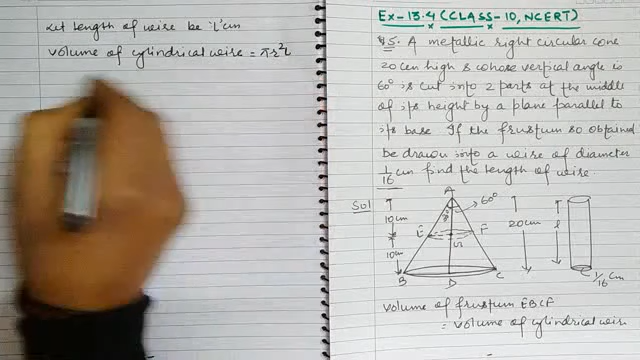 Let length of wire be 'l' cm
volume of cylindrical wire = πr²l
Ex-13.4 (CLASS-10, NCERT)
Q5. A metallic right circular cone
20cm high & whose vertical angle is
60° is cut into 2 parts at the middle
of its height by a plane parallel to
its base. If the frustum so obtained
be drawn into a wire of diameter
1/16 cm find the length of wire.
Sol
A
60°
10cm
E
F
10cm
B
D
C
20cm
l
1/16 cm
volume of frustum EBCF
= volume of cylindrical wire